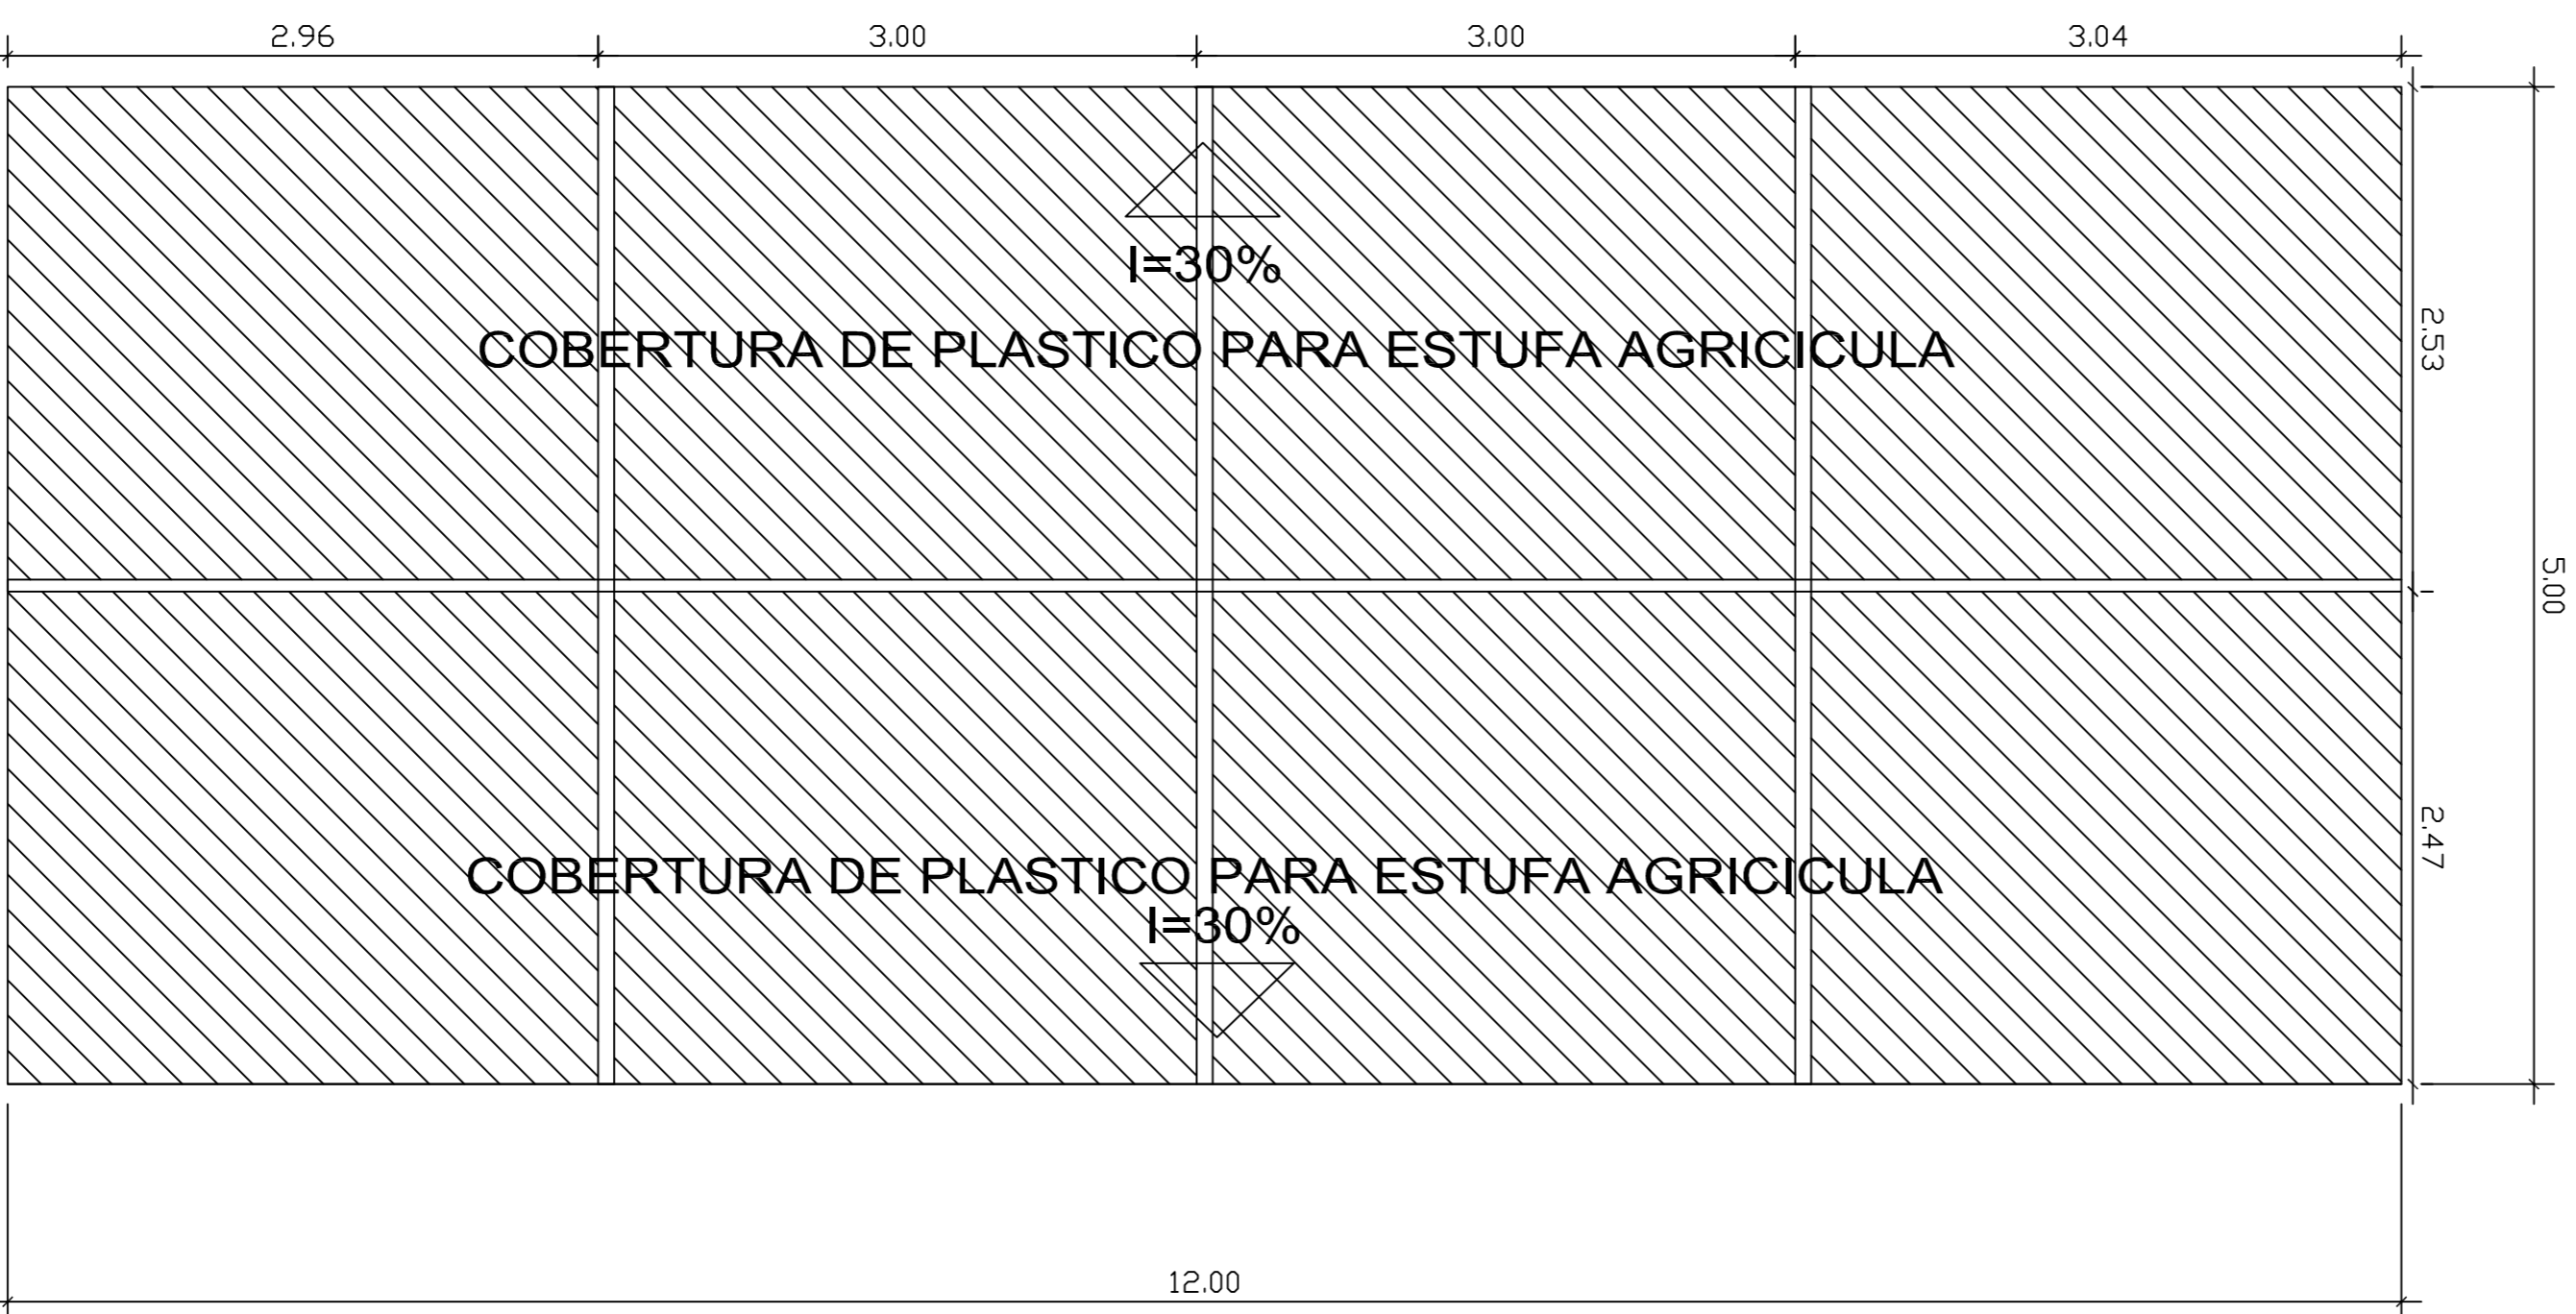 2.96
3.00
3.00
3.04
I=30%
COBERTURA DE PLASTICO PARA ESTUFA AGRICICULA
2.53
5.00
COBERTURA DE PLASTICO PARA ESTUFA AGRICICULA
I=30%
2.47
12.00